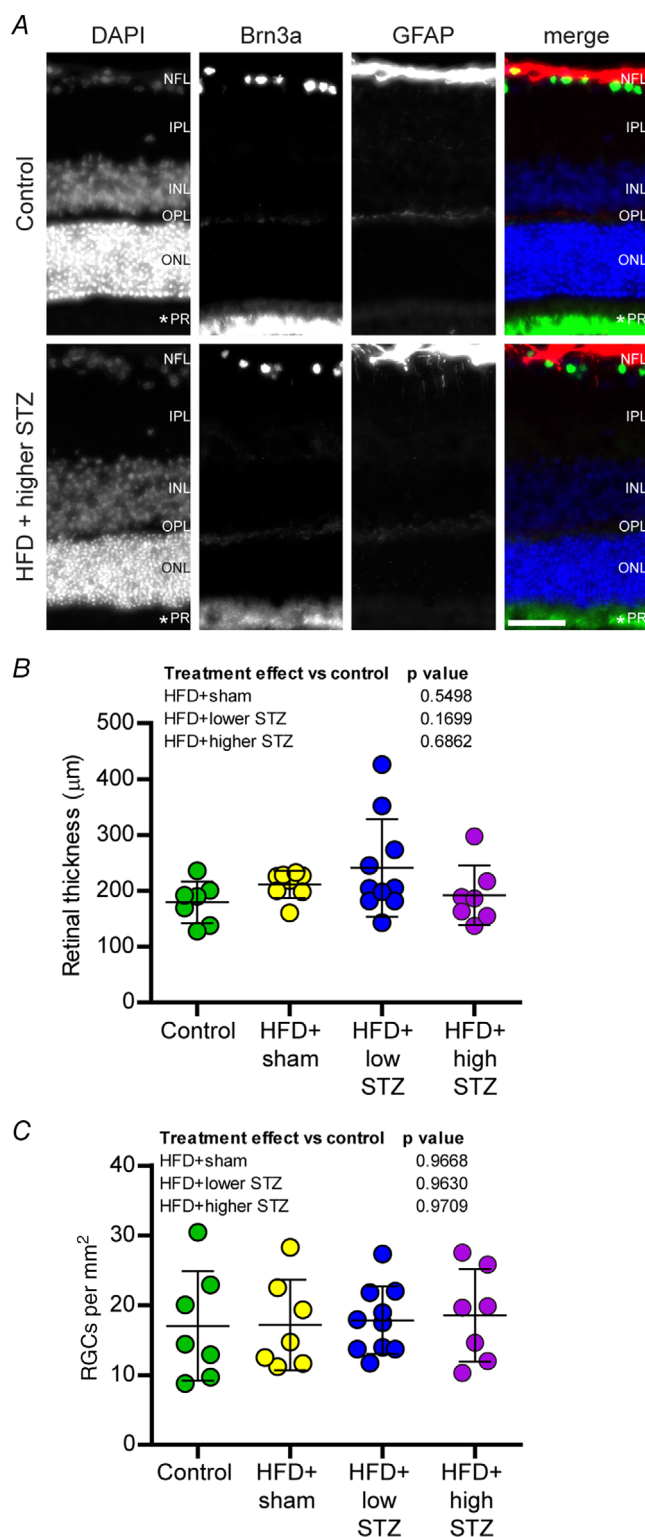 A
DAPI Brn3a GFAP merge
Control
NFL NFL
IPL IPL
INL INL
OPL OPL
ONL ONL
*PR *PR
HFD + higher STZ
NFL NFL
IPL IPL
INL INL
OPL OPL
ONL ONL
*PR *PR
B
Treatment effect vs control p value
HFD+sham 0.5498
HFD+lower STZ 0.1699
HFD+higher STZ 0.6862
Retinal thickness (μm)
500
400
300
200
100
0
Control HFD+ HFD+ HFD+
sham low high
STZ STZ
C
Treatment effect vs control p value
HFD+sham 0.9668
HFD+lower STZ 0.9630
HFD+higher STZ 0.9709
RGCs per mm²
40
30
20
10
0
Control HFD+ HFD+ HFD+
sham low high
STZ STZ